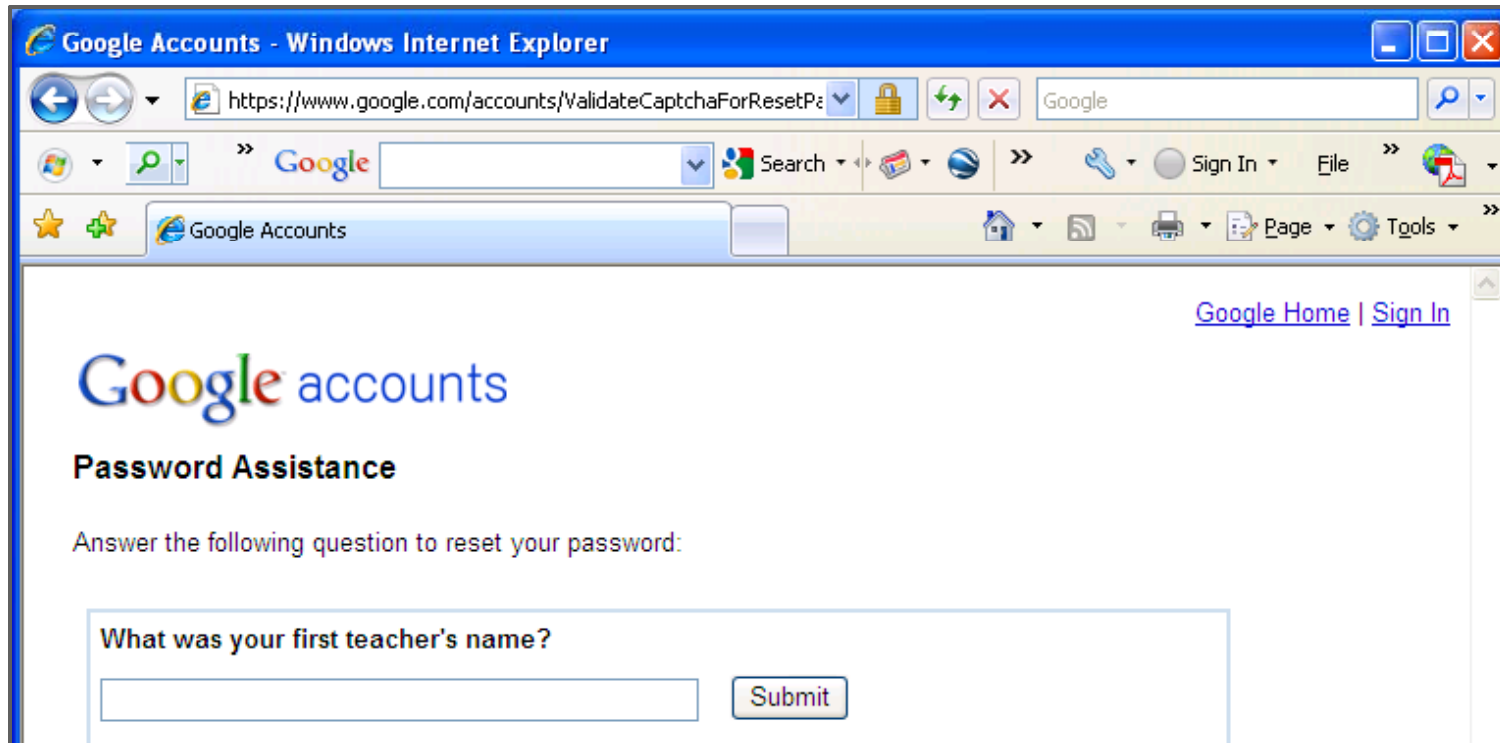 Google Accounts - Windows Internet Explorer
https://www.google.com/accounts/ValidateCaptchaForResetPa Google
» Google Search » Sign In File »
Google Accounts Page Tools »
Google Home | Sign In
Google accounts
Password Assistance
Answer the following question to reset your password:
What was your first teacher's name?
Submit